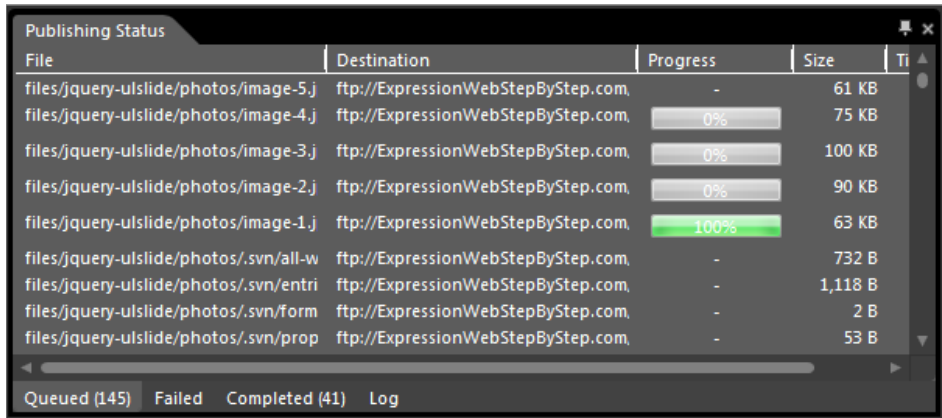 Publishing Status
File Destination Progress Size Ti
files/jquery-ulslide/photos/image-5.j ftp://ExpressionWebStepByStep.com, - 61 KB
files/jquery-ulslide/photos/image-4.j ftp://ExpressionWebStepByStep.com, 0% 75 KB
files/jquery-ulslide/photos/image-3.j ftp://ExpressionWebStepByStep.com, 0% 100 KB
files/jquery-ulslide/photos/image-2.j ftp://ExpressionWebStepByStep.com, 0% 90 KB
files/jquery-ulslide/photos/image-1.j ftp://ExpressionWebStepByStep.com, 100% 63 KB
files/jquery-ulslide/photos/.svn/all-w ftp://ExpressionWebStepByStep.com, - 732 B
files/jquery-ulslide/photos/.svn/entri ftp://ExpressionWebStepByStep.com, - 1,118 B
files/jquery-ulslide/photos/.svn/form ftp://ExpressionWebStepByStep.com, - 2 B
files/jquery-ulslide/photos/.svn/prop ftp://ExpressionWebStepByStep.com, - 53 B
Queued (145) Failed Completed (41) Log